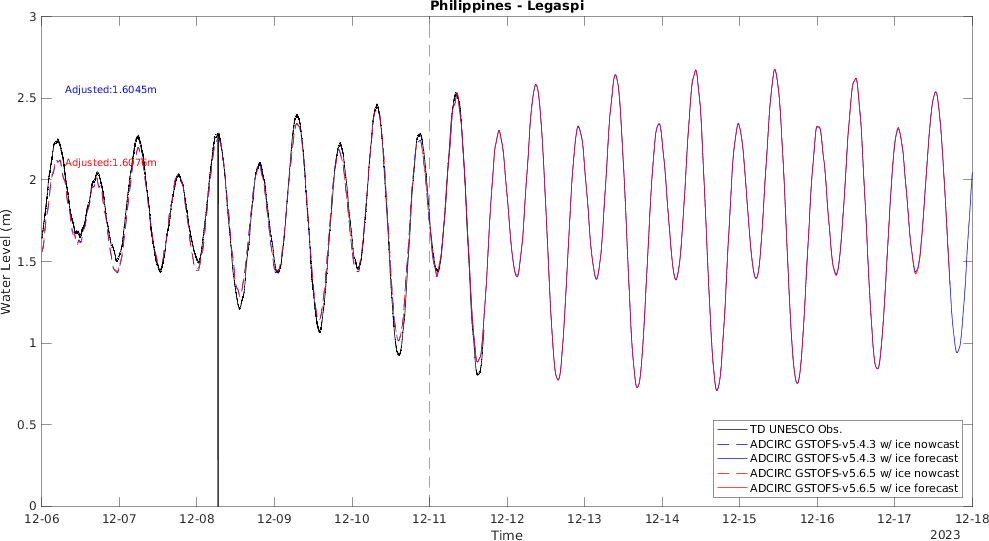 Philippines - Legaspi
3
2.5
2
1.5
1
0.5
0
Water Level (m)
Adjusted:1.6045m
Adjusted:1.6076m
TD UNESCO Obs.
ADCIRC GSTOFS-v5.4.3 w/ ice nowcast
ADCIRC GSTOFS-v5.4.3 w/ ice forecast
ADCIRC GSTOFS-v5.6.5 w/ ice nowcast
ADCIRC GSTOFS-v5.6.5 w/ ice forecast
12-06 12-07 12-08 12-09 12-10 12-11 12-12 12-13 12-14 12-15 12-16 12-17 12-18
Time
2023